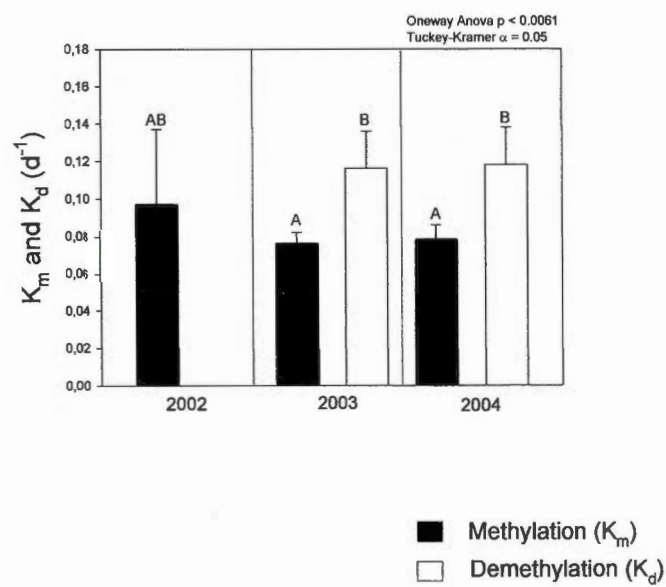 Oneway Anova p < 0.0061
Tuckey-Kramer α = 0.05
0,18
0,16
0,14
0,12
0,10
0,08
0,06
0,04
0,02
0,00
Km and Kd (d-1)
AB
A
B
A
B
2002
2003
2004
Methylation (Km)
Demethylation (Kd)